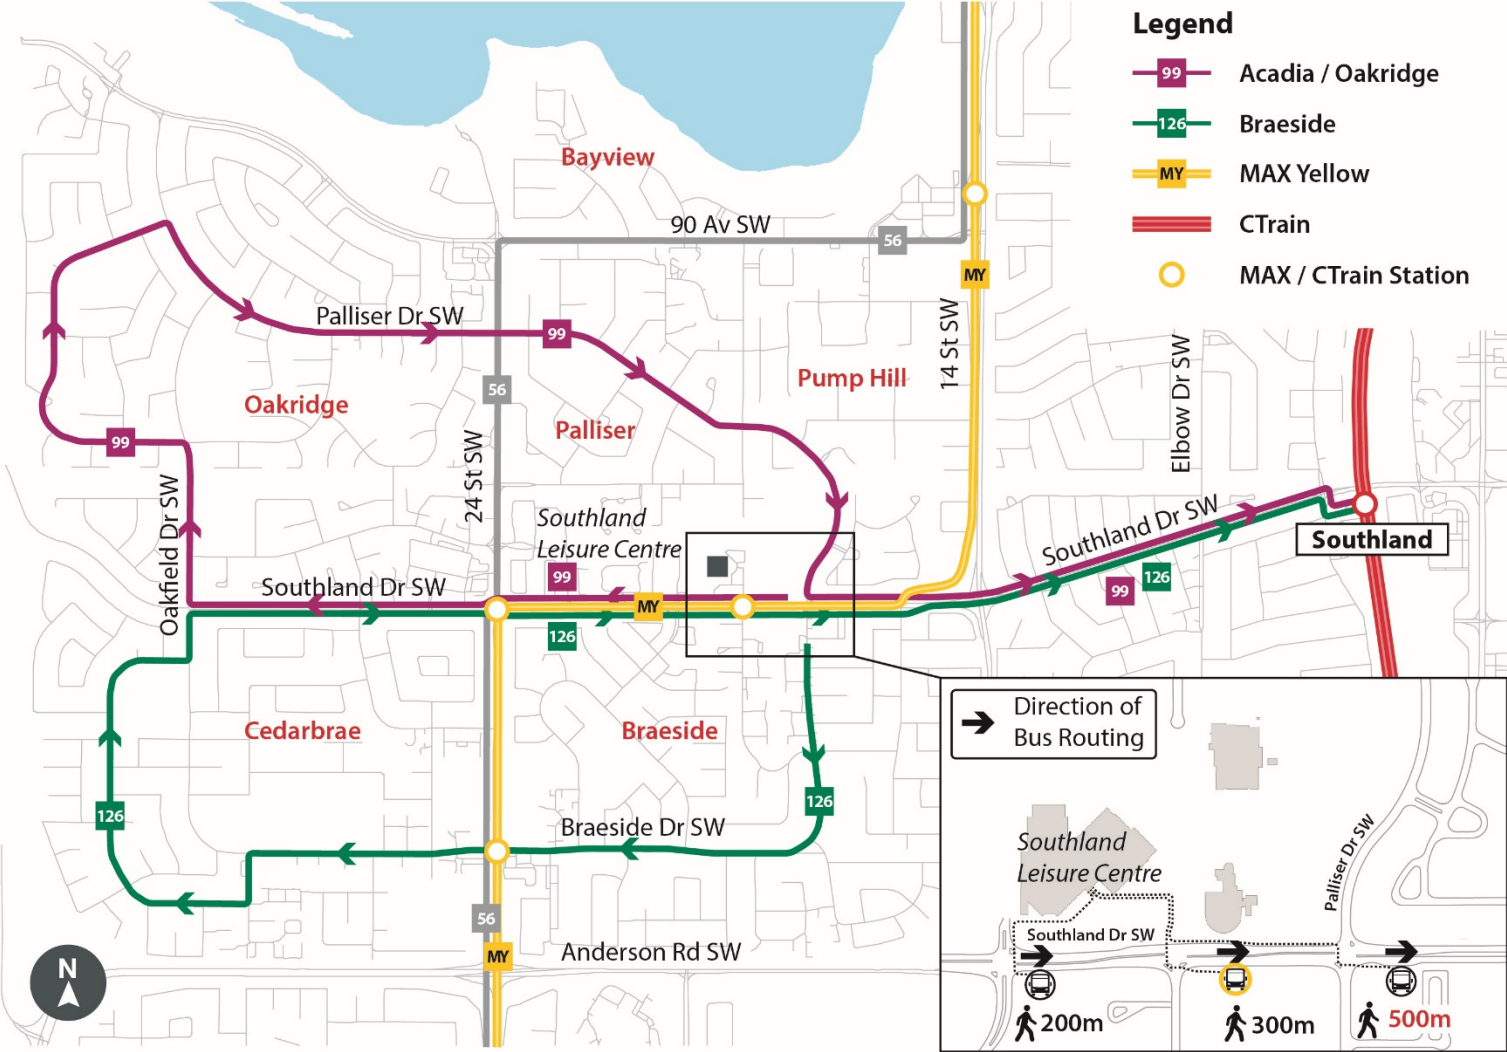 Legend
99 Acadia / Oakridge
126 Braeside
MY MAX Yellow
CTrain
MAX / CTrain Station
Bayview
90 Av SW
56
MY
Palliser Dr SW
99
14 St SW
Elbow Dr SW
Pump Hill
56
Oakridge
Palliser
99
24 St SW
Oakfield Dr SW
Southland
Leisure Centre
Southland Dr SW
Southland
99
Southland Dr SW
99
126
MY
126
Cedarbrae
Braeside
126
126
Braeside Dr SW
56
MY
Anderson Rd SW
N
Direction of
Bus Routing
Southland
Leisure Centre
Palliser Dr SW
Southland Dr SW
200m
300m
500m